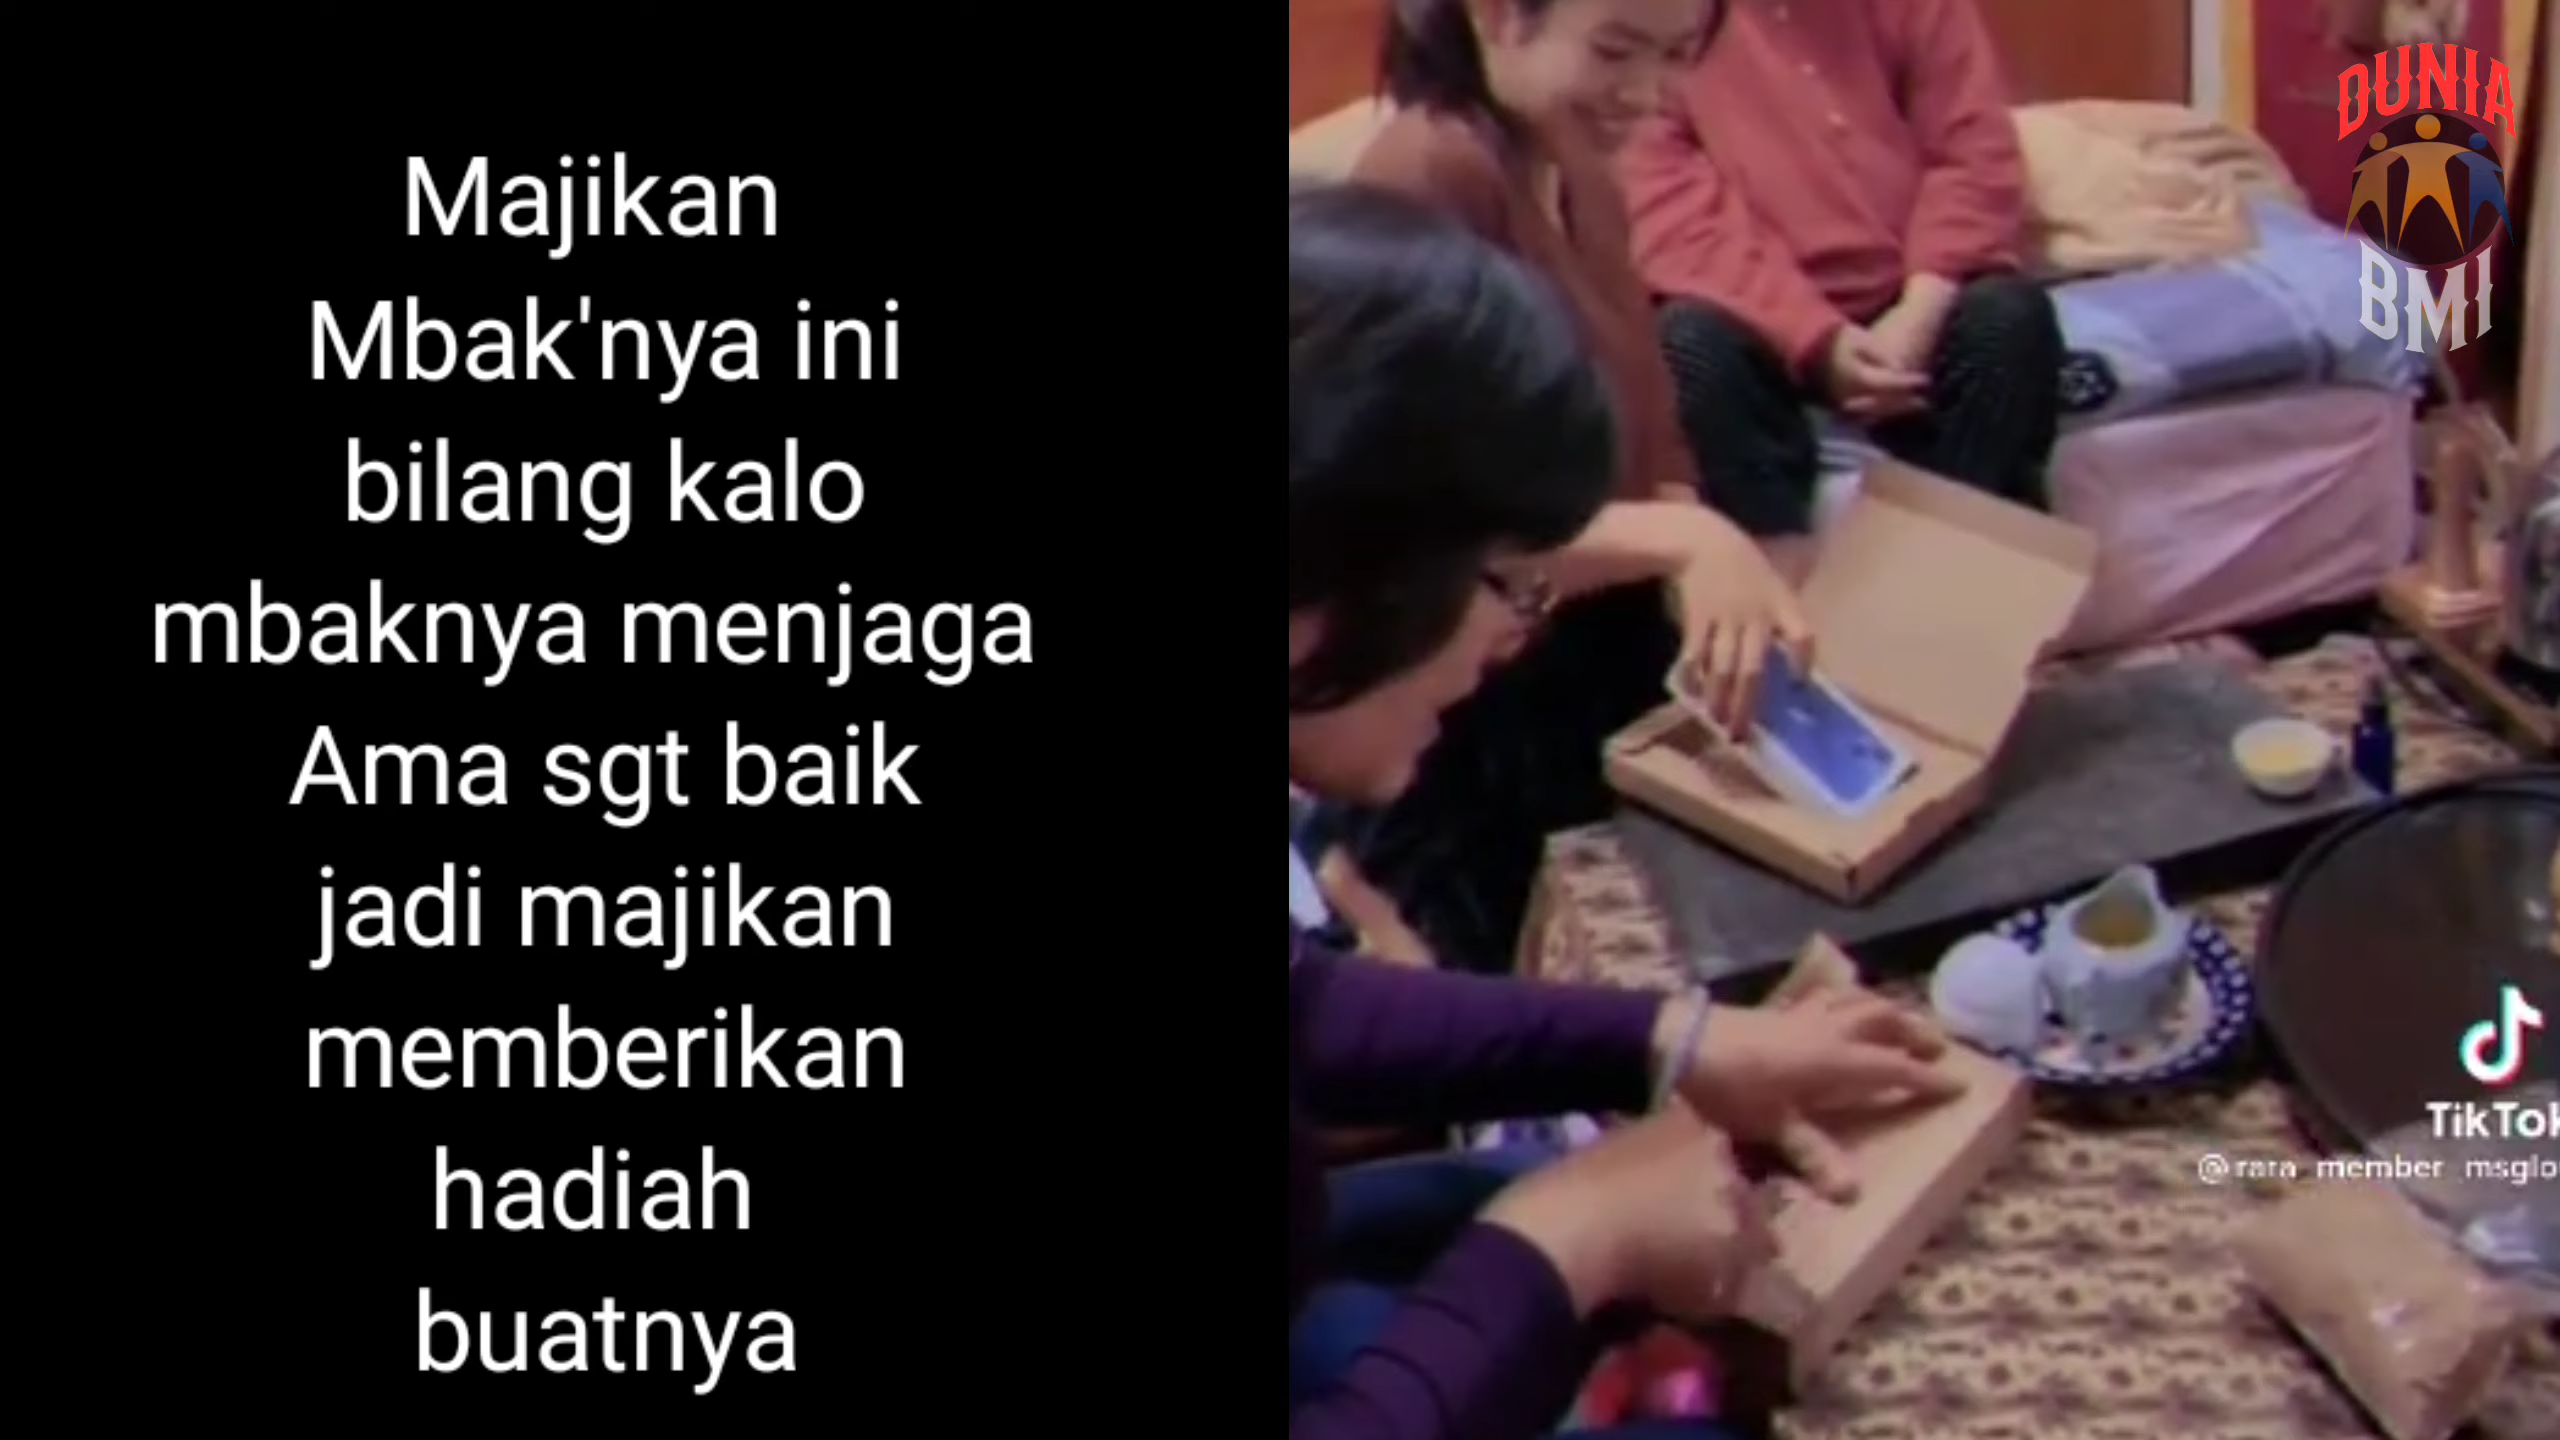 Majikan
Mbak'nya ini
bilang kalo
mbaknya menjaga
Ama sgt baik
jadi majikan
memberikan
hadiah
buatnya
DUNIA
BMI
TikTok
@rara_member_msglo